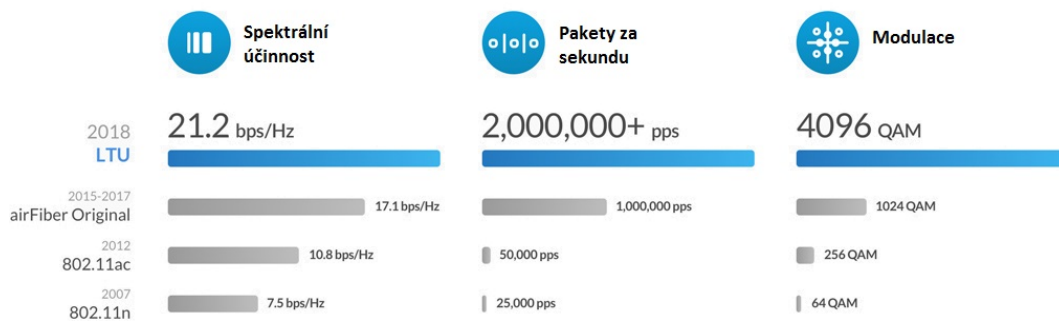 Spektrální
účinnost
Pakety za
sekundu
Modulace
2018
LTU
21.2 bps/Hz
2,000,000+ pps
4096 QAM
2015-2017
airFiber Original
17.1 bps/Hz
1,000,000 pps
1024 QAM
2012
802.11ac
10.8 bps/Hz
50,000 pps
256 QAM
2007
802.11n
7.5 bps/Hz
25,000 pps
64 QAM